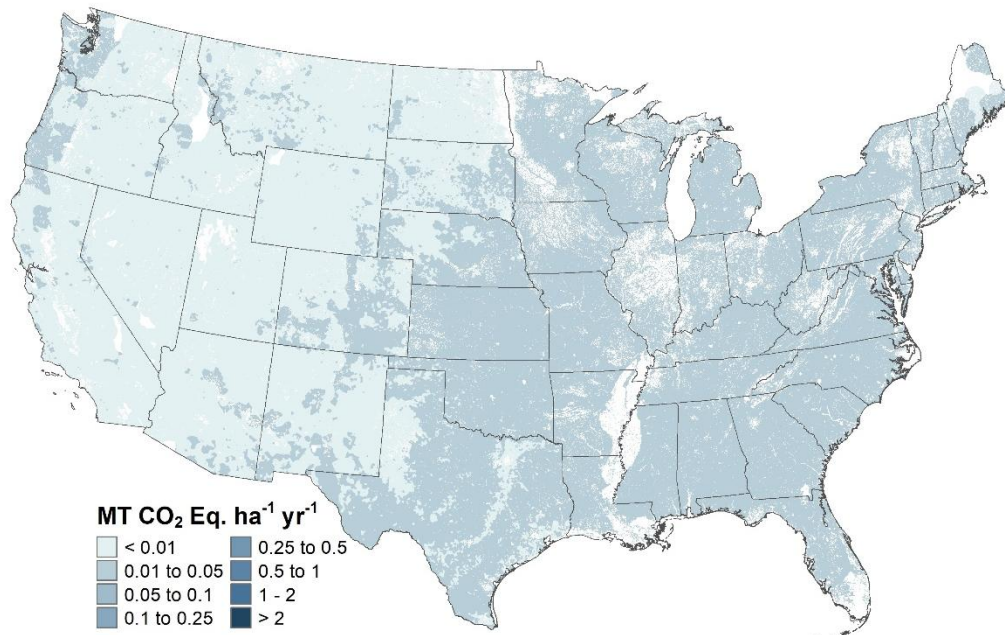 MT CO₂ Eq. ha⁻¹ yr⁻¹
< 0.01
0.01 to 0.05
0.05 to 0.1
0.1 to 0.25
0.25 to 0.5
0.5 to 1
1 - 2
> 2